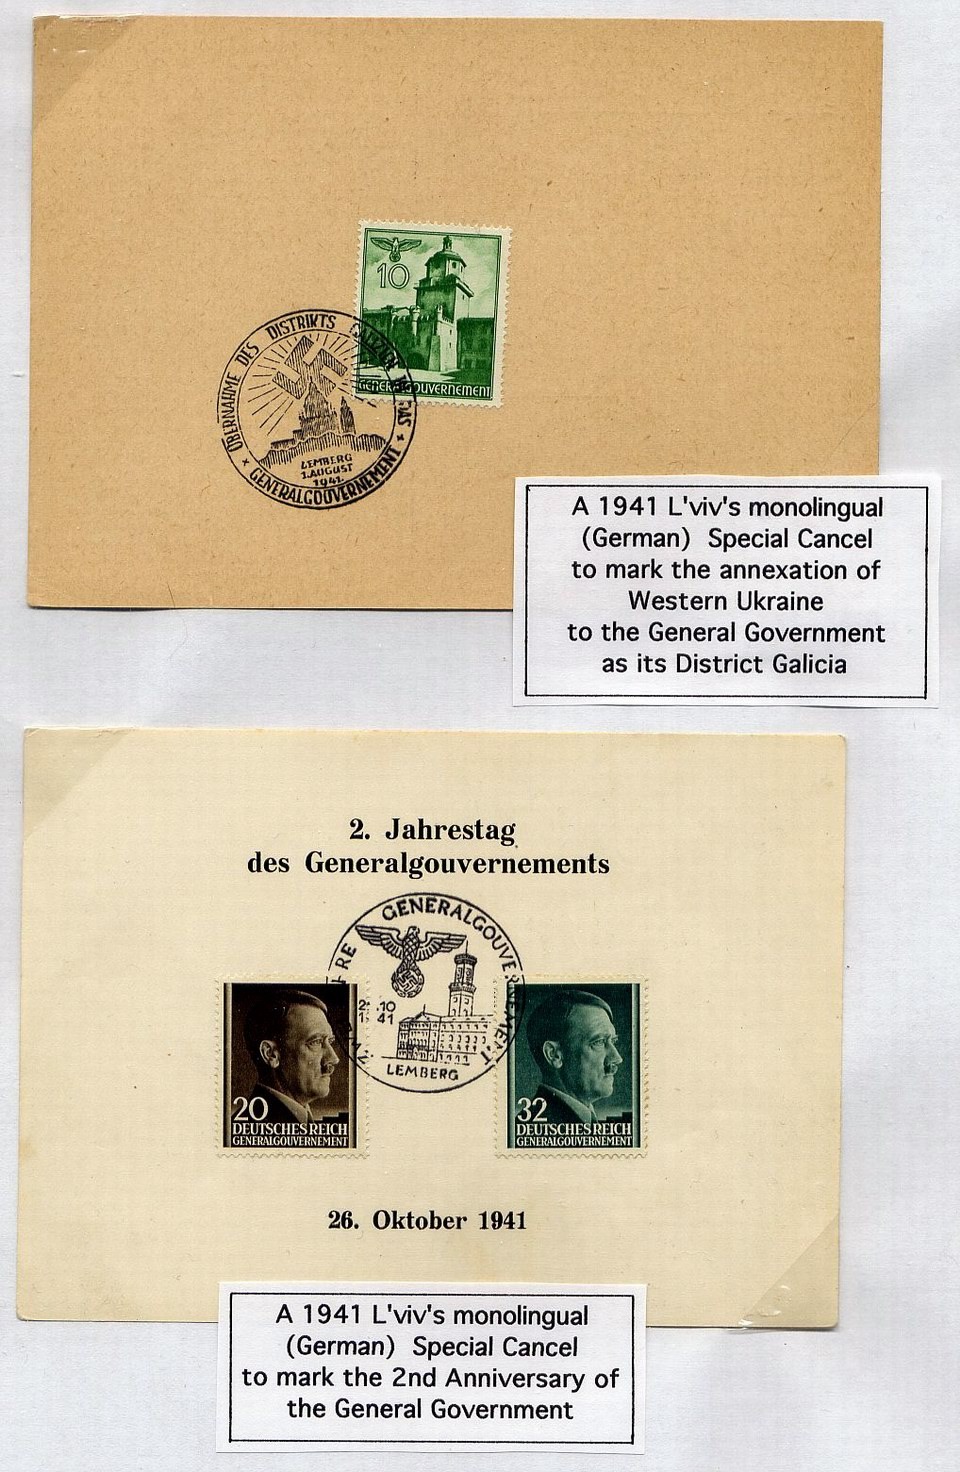 10
GENERALGOUVERNEMENT
ÜBERNAHME DES DISTRIKTS GALIZIEN IN DAS
GENERALGOUVERNEMENT
LEMBERG
1. AUGUST
1941
A 1941 L'viv's monolingual
(German) Special Cancel
to mark the annexation of
Western Ukraine
to the General Government
as its District Galicia
2. Jahrestag
des Generalgouvernements
GENERALGOUVERNEMENT
.10
41
LEMBERG
20
DEUTSCHES REICH
GENERALGOUVERNEMENT
32
DEUTSCHES REICH
GENERALGOUVERNEMENT
26. Oktober 1941
A 1941 L'viv's monolingual
(German) Special Cancel
to mark the 2nd Anniversary of
the General Government